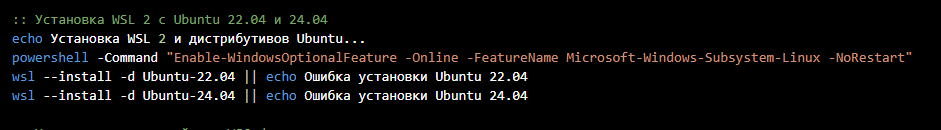 :: Установка WSL 2 с Ubuntu 22.04 и 24.04
echo Установка WSL 2 и дистрибутивов Ubuntu...
powershell -Command "Enable-WindowsOptionalFeature -Online -FeatureName Microsoft-Windows-Subsystem-Linux -NoRestart"
wsl --install -d Ubuntu-22.04 || echo Ошибка установки Ubuntu 22.04
wsl --install -d Ubuntu-24.04 || echo Ошибка установки Ubuntu 24.04